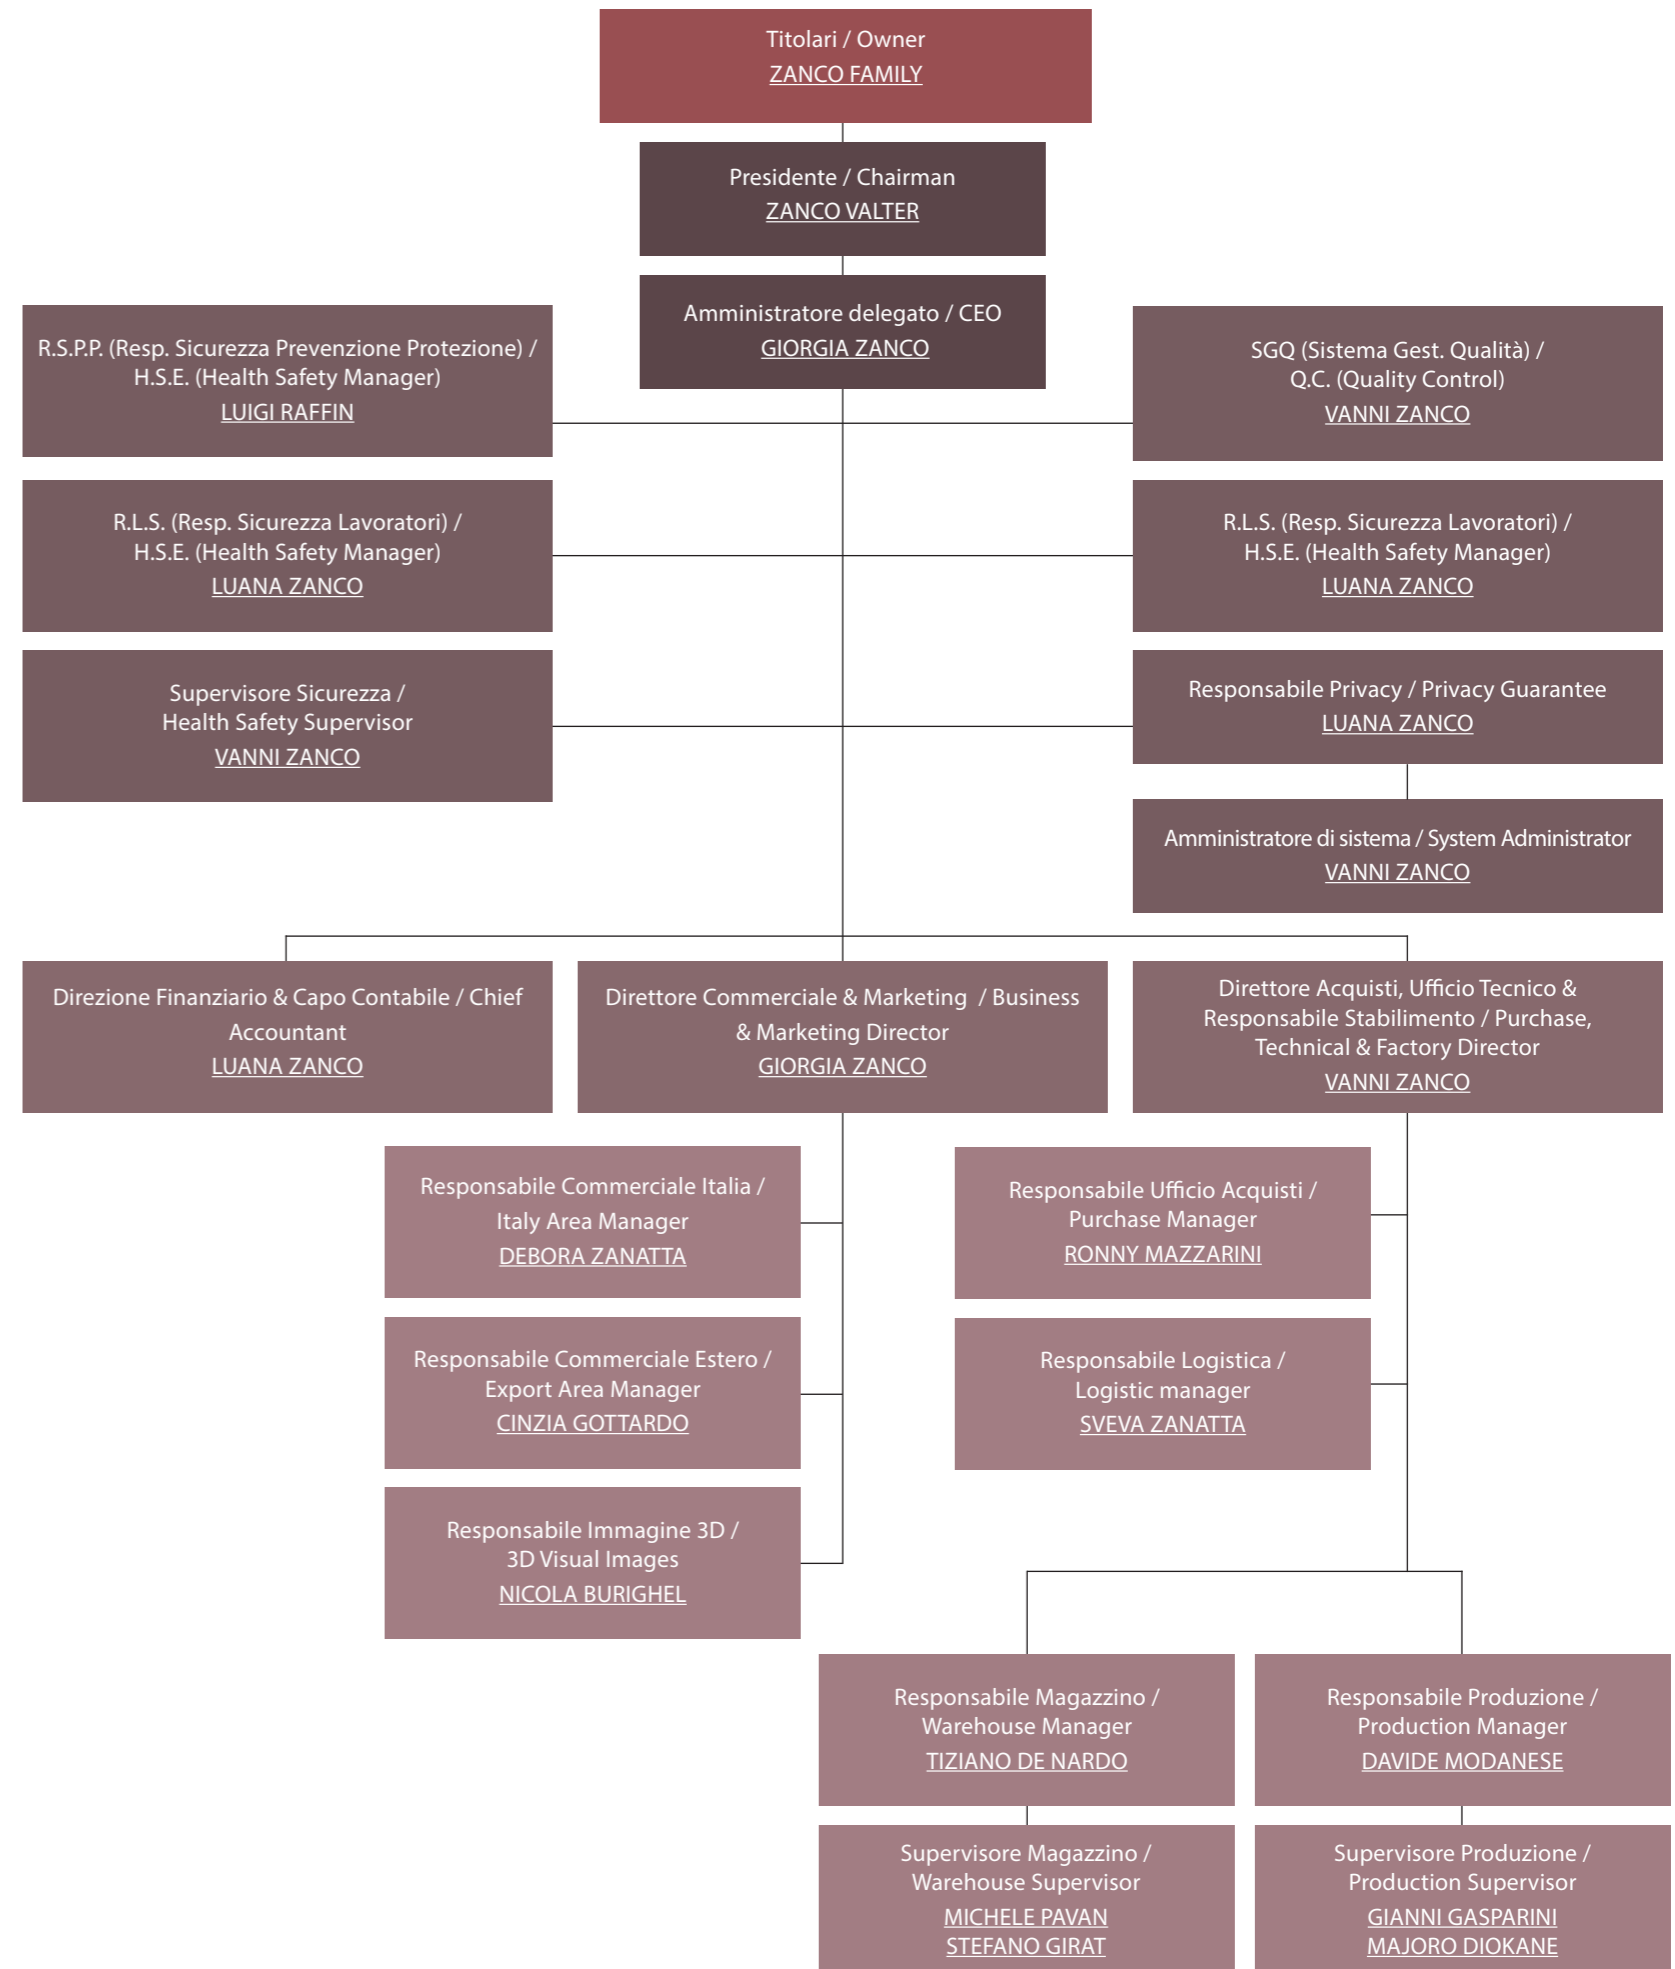 Titolari / Owner
ZANCO FAMILY
Presidente / Chairman
ZANCO VALTER
Amministratore delegato / CEO
GIORGIA ZANCO
R.S.P.P. (Resp. Sicurezza Prevenzione Protezione) /
H.S.E. (Health Safety Manager)
LUIGI RAFFIN
SGQ (Sistema Gest. Qualità) /
Q.C. (Quality Control)
VANNI ZANCO
R.L.S. (Resp. Sicurezza Lavoratori) /
H.S.E. (Health Safety Manager)
LUANA ZANCO
R.L.S. (Resp. Sicurezza Lavoratori) /
H.S.E. (Health Safety Manager)
LUANA ZANCO
Supervisore Sicurezza /
Health Safety Supervisor
VANNI ZANCO
Responsabile Privacy / Privacy Guarantee
LUANA ZANCO
Amministratore di sistema / System Administrator
VANNI ZANCO
Direzione Finanziario & Capo Contabile / Chief
Accountant
LUANA ZANCO
Direttore Commerciale & Marketing / Business
& Marketing Director
GIORGIA ZANCO
Direttore Acquisti, Ufficio Tecnico &
Responsabile Stabilimento / Purchase,
Technical & Factory Director
VANNI ZANCO
Responsabile Commerciale Italia /
Italy Area Manager
DEBORA ZANATTA
Responsabile Ufficio Acquisti /
Purchase Manager
RONNY MAZZARINI
Responsabile Commerciale Estero /
Export Area Manager
CINZIA GOTTARDO
Responsabile Logistica /
Logistic manager
SVEVA ZANATTA
Responsabile Immagine 3D /
3D Visual Images
NICOLA BURIGHEL
Responsabile Magazzino /
Warehouse Manager
TIZIANO DE NARDO
Responsabile Produzione /
Production Manager
DAVIDE MODANESE
Supervisore Magazzino /
Warehouse Supervisor
MICHELE PAVAN
STEFANO GIRAT
Supervisore Produzione /
Production Supervisor
GIANNI GASPARINI
MAJORO DIOKANE